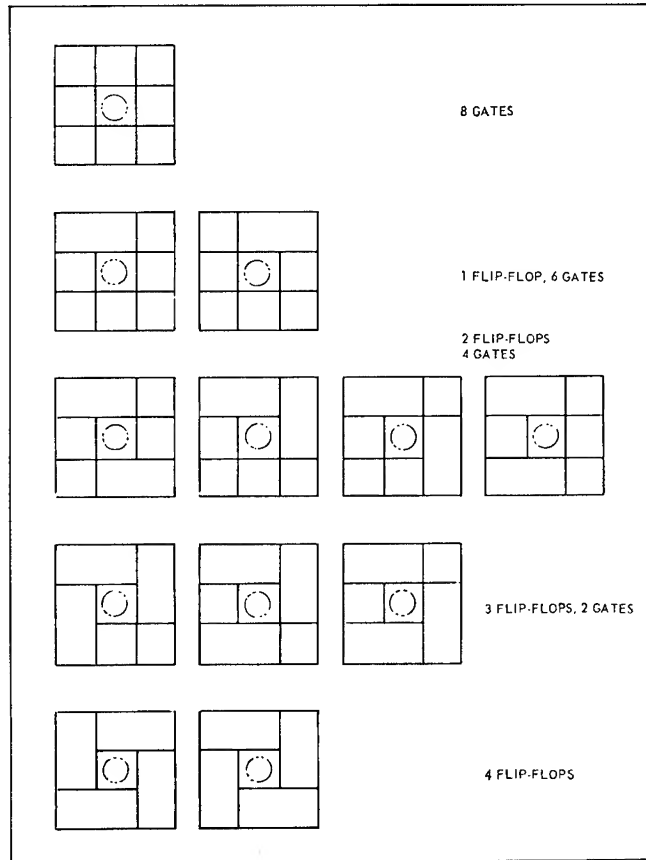 8 GATES
1 FLIP-FLOP, 6 GATES
2 FLIP-FLOPS
4 GATES
3 FLIP-FLOPS, 2 GATES
4 FLIP-FLOPS